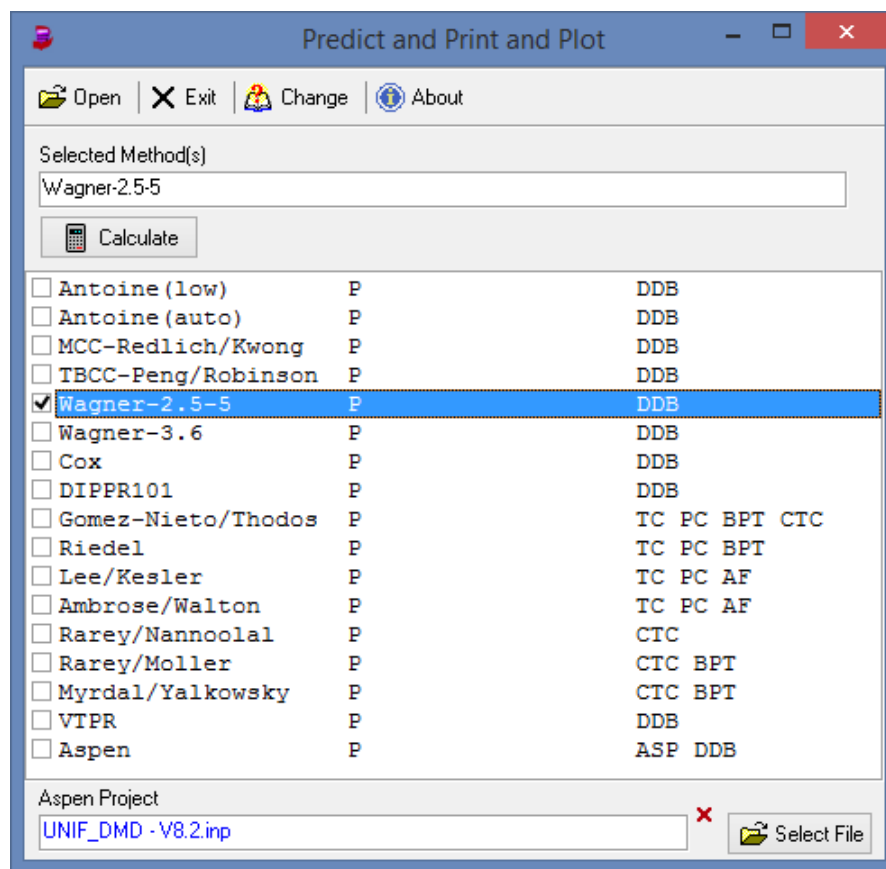 Predict and Print and Plot
Open Exit Change About
Selected Method(s)
Wagner-2.5-5
Calculate
Antoine(low) P DDB
Antoine(auto) P DDB
MCC-Redlich/Kwong P DDB
TBCC-Peng/Robinson P DDB
Wagner-2.5-5 P DDB
Wagner-3.6 P DDB
Cox P DDB
DIPPR101 P DDB
Gomez-Nieto/Thodos P TC PC BPT CTC
Riedel P TC PC BPT
Lee/Kesler P TC PC AF
Ambrose/Walton P TC PC AF
Rarey/Nannoolal P CTC
Rarey/Moller P CTC BPT
Myrdal/Yalkowsky P CTC BPT
VTPR P DDB
Aspen P ASP DDB
Aspen Project
UNIF_DMD - V8.2.inp
Select File